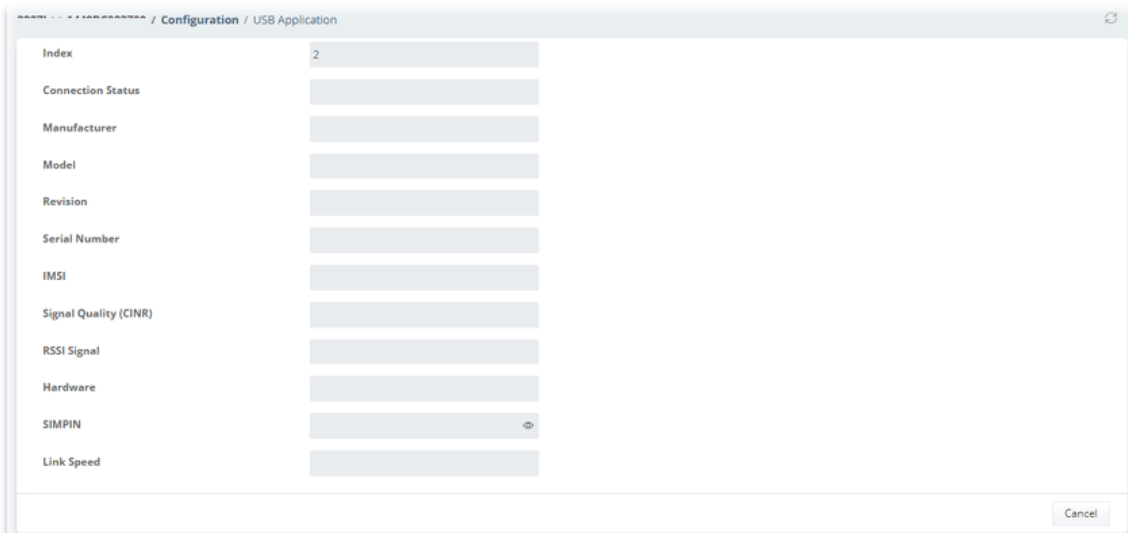 / Configuration / USB Application
Index 2
Connection Status
Manufacturer
Model
Revision
Serial Number
IMSI
Signal Quality (CINR)
RSSI Signal
Hardware
SIMPIN
Link Speed
Cancel